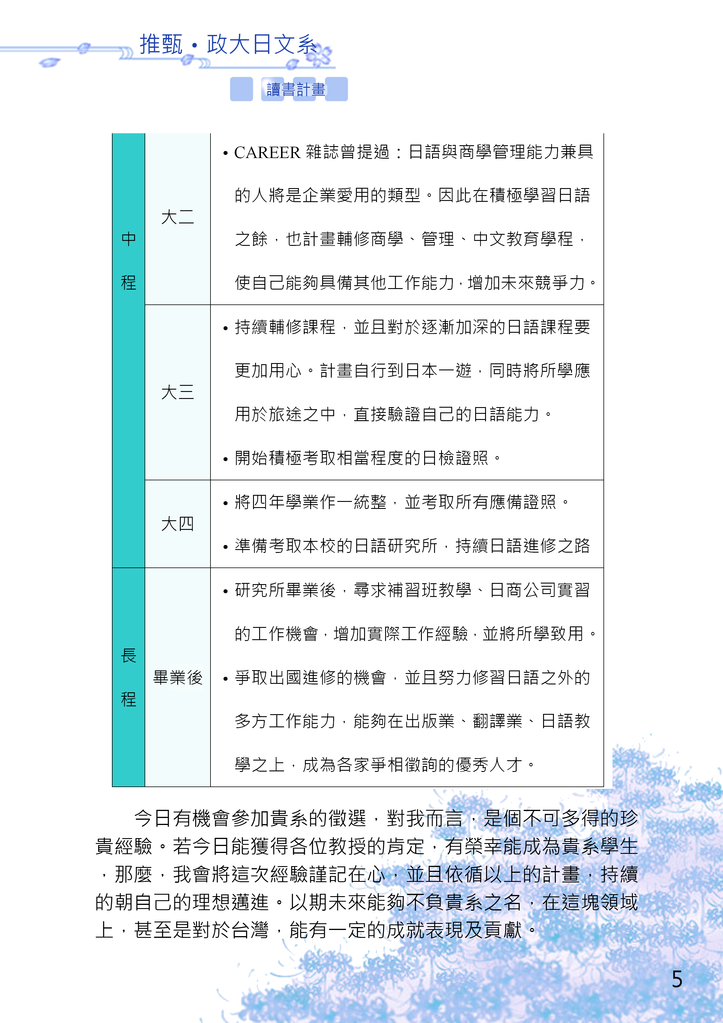 推甄•政大日文系
讀書計畫
中
程
大二
•CAREER 雜誌曾提過：日語與商學管理能力兼具
的人將是企業愛用的類型。因此在積極學習日語
之餘，也計畫輔修商學、管理、中文教育學程，
使自己能夠具備其他工作能力，增加未來競爭力。
大三
•持續輔修課程，並且對於逐漸加深的日語課程要
更加用心。計畫自行到日本一遊，同時將所學應
用於旅途之中，直接驗證自己的日語能力。
•開始積極考取相當程度的日檢證照。
大四
•將四年學業作一統整，並考取所有應備證照。
•準備考取本校的日語研究所，持續日語進修之路
長
程
畢業後
•研究所畢業後，尋求補習班教學、日商公司實習
的工作機會，增加實際工作經驗，並將所學致用。
•爭取出國進修的機會，並且努力修習日語之外的
多方工作能力，能夠在出版業、翻譯業、日語教
學之上，成為各家爭相徵詢的優秀人才。
今日有機會參加貴系的徵選，對我而言，是個不可多得的珍
貴經驗。若今日能獲得各位教授的肯定，有榮幸能成為貴系學生
，那麼，我會將這次經驗謹記在心，並且依循以上的計畫，持續
的朝自己的理想邁進。以期未來能夠不負貴系之名，在這塊領域
上，甚至是對於台灣，能有一定的成就表現及貢獻。
5